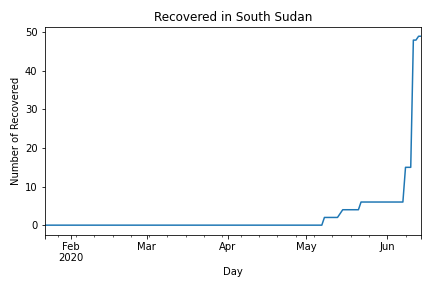 Recovered in South Sudan
Number of Recovered
50
40
30
20
10
0
Feb
2020
Mar
Apr
May
Jun
Day